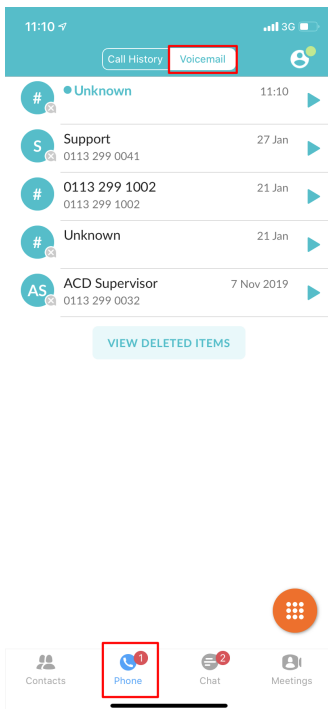 11:10
3G
Call History
Voicemail
#
Unknown
11:10
S
Support
27 Jan
0113 299 0041
#
0113 299 1002
21 Jan
0113 299 1002
#
Unknown
21 Jan
AS
ACD Supervisor
7 Nov 2019
0113 299 0032
VIEW DELETED ITEMS
1
2
Contacts
Phone
Chat
Meetings